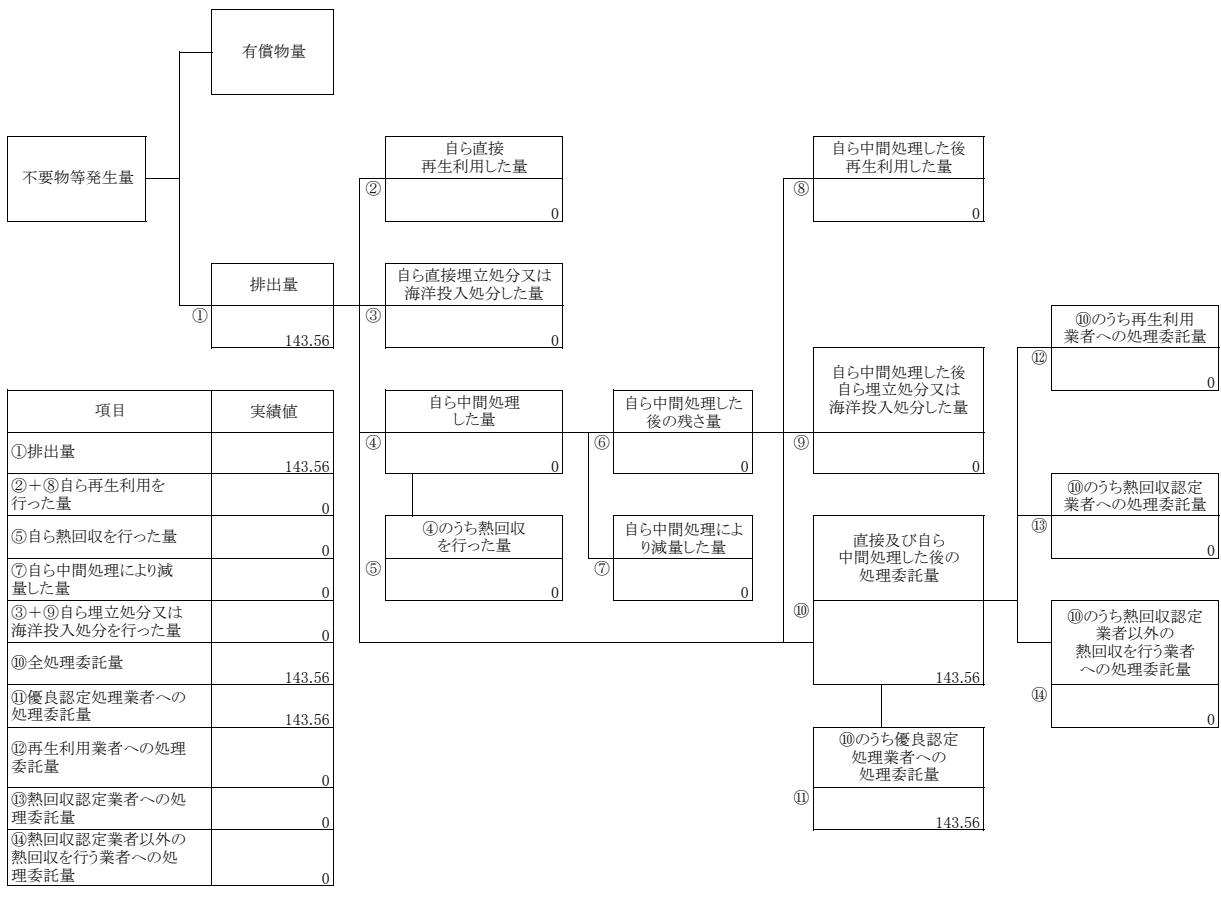 有償物量
不要物等発生量
排出量
①
143.56
自ら直接
再生利用した量
②
0
自ら直接埋立処分又は
海洋投入処分した量
③
0
自ら中間処理
した量
④
0
④のうち熱回収
を行った量
⑤
0
自ら中間処理した
後の残さ量
⑥
0
自ら中間処理によ
り減量した量
⑦
0
自ら中間処理した後
再生利用した量
⑧
0
自ら中間処理した後
自ら埋立処分又は
海洋投入処分した量
⑨
0
直接及び自ら
中間処理した後の
処理委託量
⑩
143.56
⑩のうち優良認定
処理業者への
処理委託量
⑪
143.56
⑩のうち再生利用
業者への処理委託量
⑫
0
⑩のうち熱回収認定
業者への処理委託量
⑬
0
⑩のうち熱回収認定
業者以外の
熱回収を行う業者
への処理委託量
⑭
0
項目 実績値
①排出量
143.56
②+⑧自ら再生利用を
行った量
0
⑤自ら熱回収を行った量
0
⑦自ら中間処理により減
量した量
0
③+⑨自ら埋立処分又は
海洋投入処分を行った量
0
⑩全処理委託量
143.56
⑪優良認定処理業者への
処理委託量
143.56
⑫再生利用業者への処理
委託量
0
⑬熱回収認定業者への処
理委託量
0
⑭熱回収認定業者以外の
熱回収を行う業者への処
理委託量
0